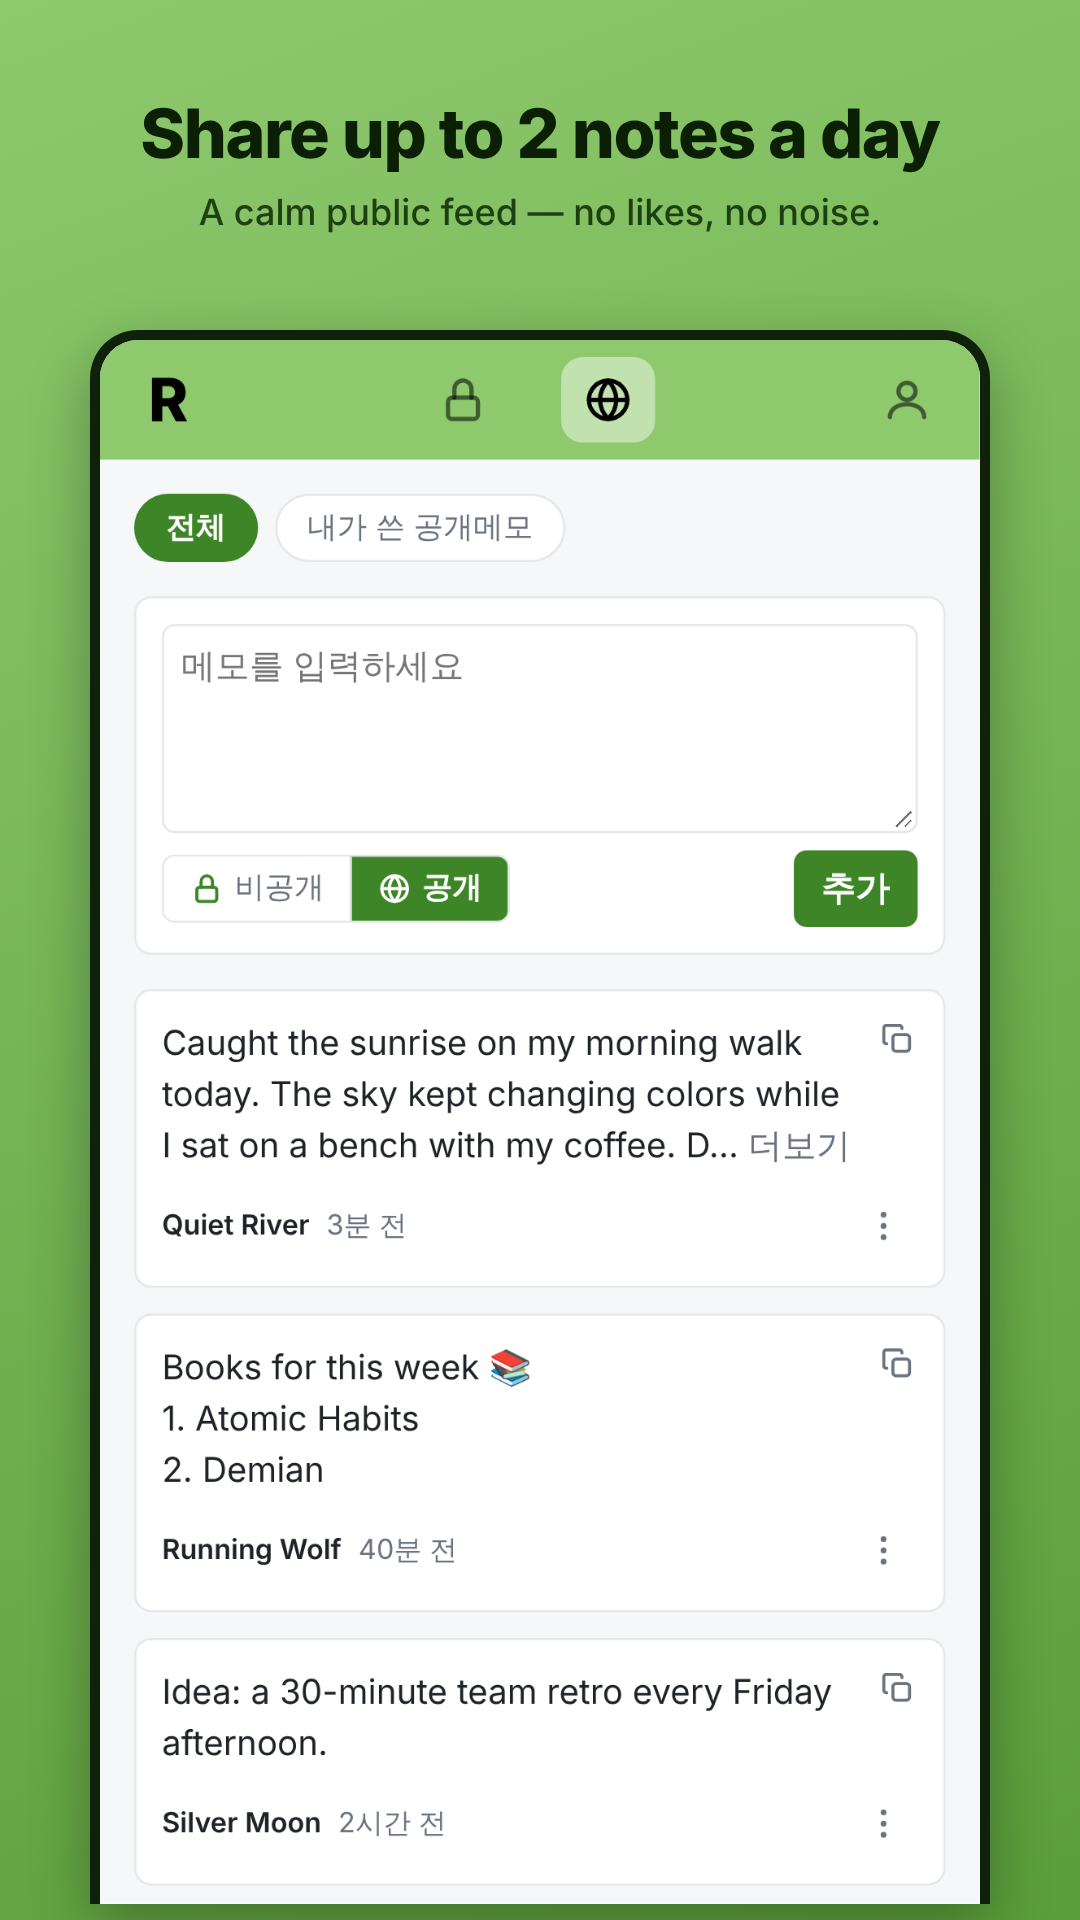 Share up to 2 notes a day
A calm public feed — no likes, no noise.
R
전체 내가 쓴 공개메모
메모를 입력하세요
비공개 공개 추가
Caught the sunrise on my morning walk
today. The sky kept changing colors while
I sat on a bench with my coffee. D... 더보기
Quiet River 3분 전
Books for this week 📚
1. Atomic Habits
2. Demian
Running Wolf 40분 전
Idea: a 30-minute team retro every Friday
afternoon.
Silver Moon 2시간 전